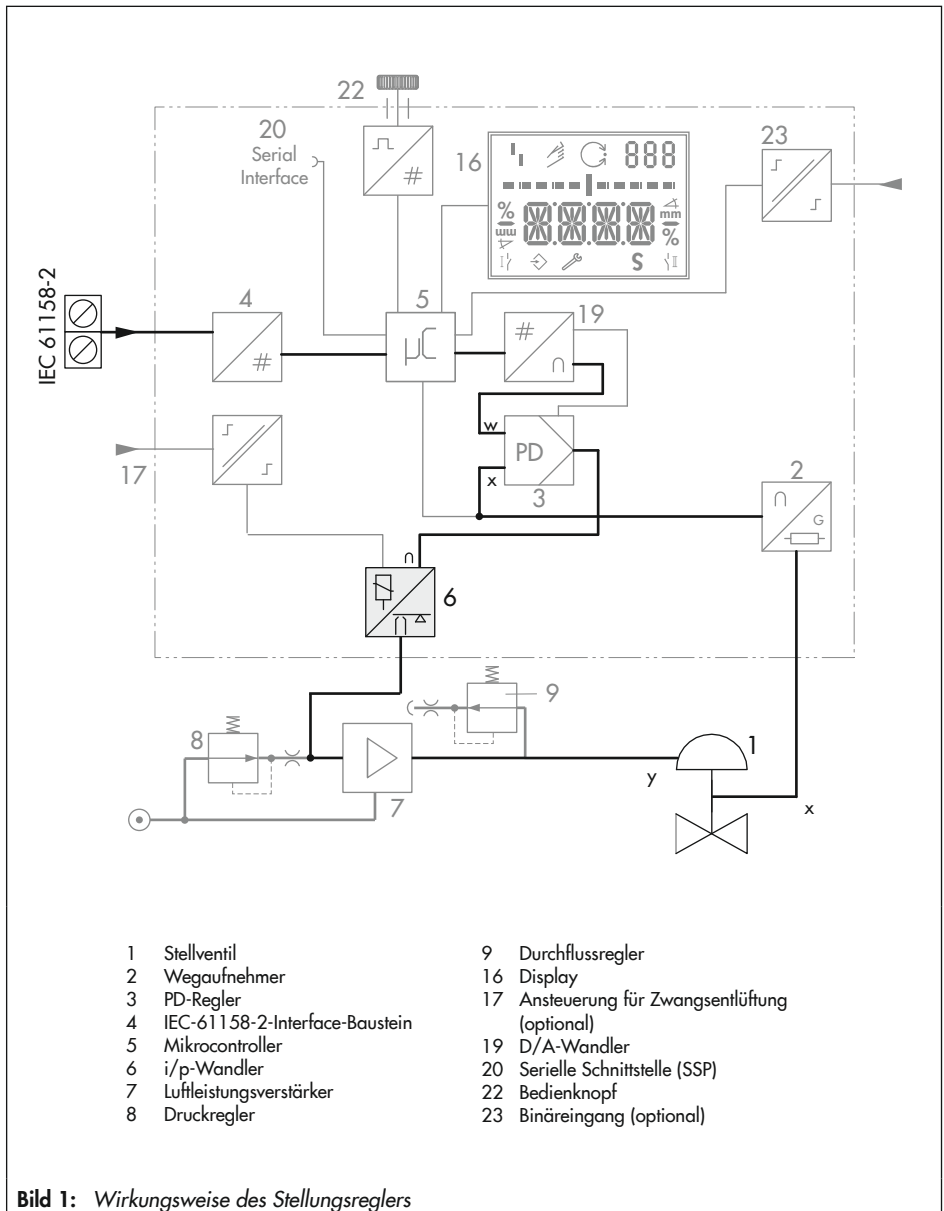 22
20
Serial
Interface
16
888
%
mm
%
mm
%
S
I
II
23
IEC 61158-2
4
#
5
µC
#
19
#
w
PD
x
3
17
2
G
6
9
8
7
1
y
x
1 Stellventil
2 Wegaufnehmer
3 PD-Regler
4 IEC-61158-2-Interface-Baustein
5 Mikrocontroller
6 i/p-Wandler
7 Luftleistungsverstärker
8 Druckregler
9 Durchflussregler
16 Display
17 Ansteuerung für Zwangsentlüftung
(optional)
19 D/A-Wandler
20 Serielle Schnittstelle (SSP)
22 Bedienknopf
23 Binäreingang (optional)
Bild 1: Wirkungsweise des Stellungsreglers